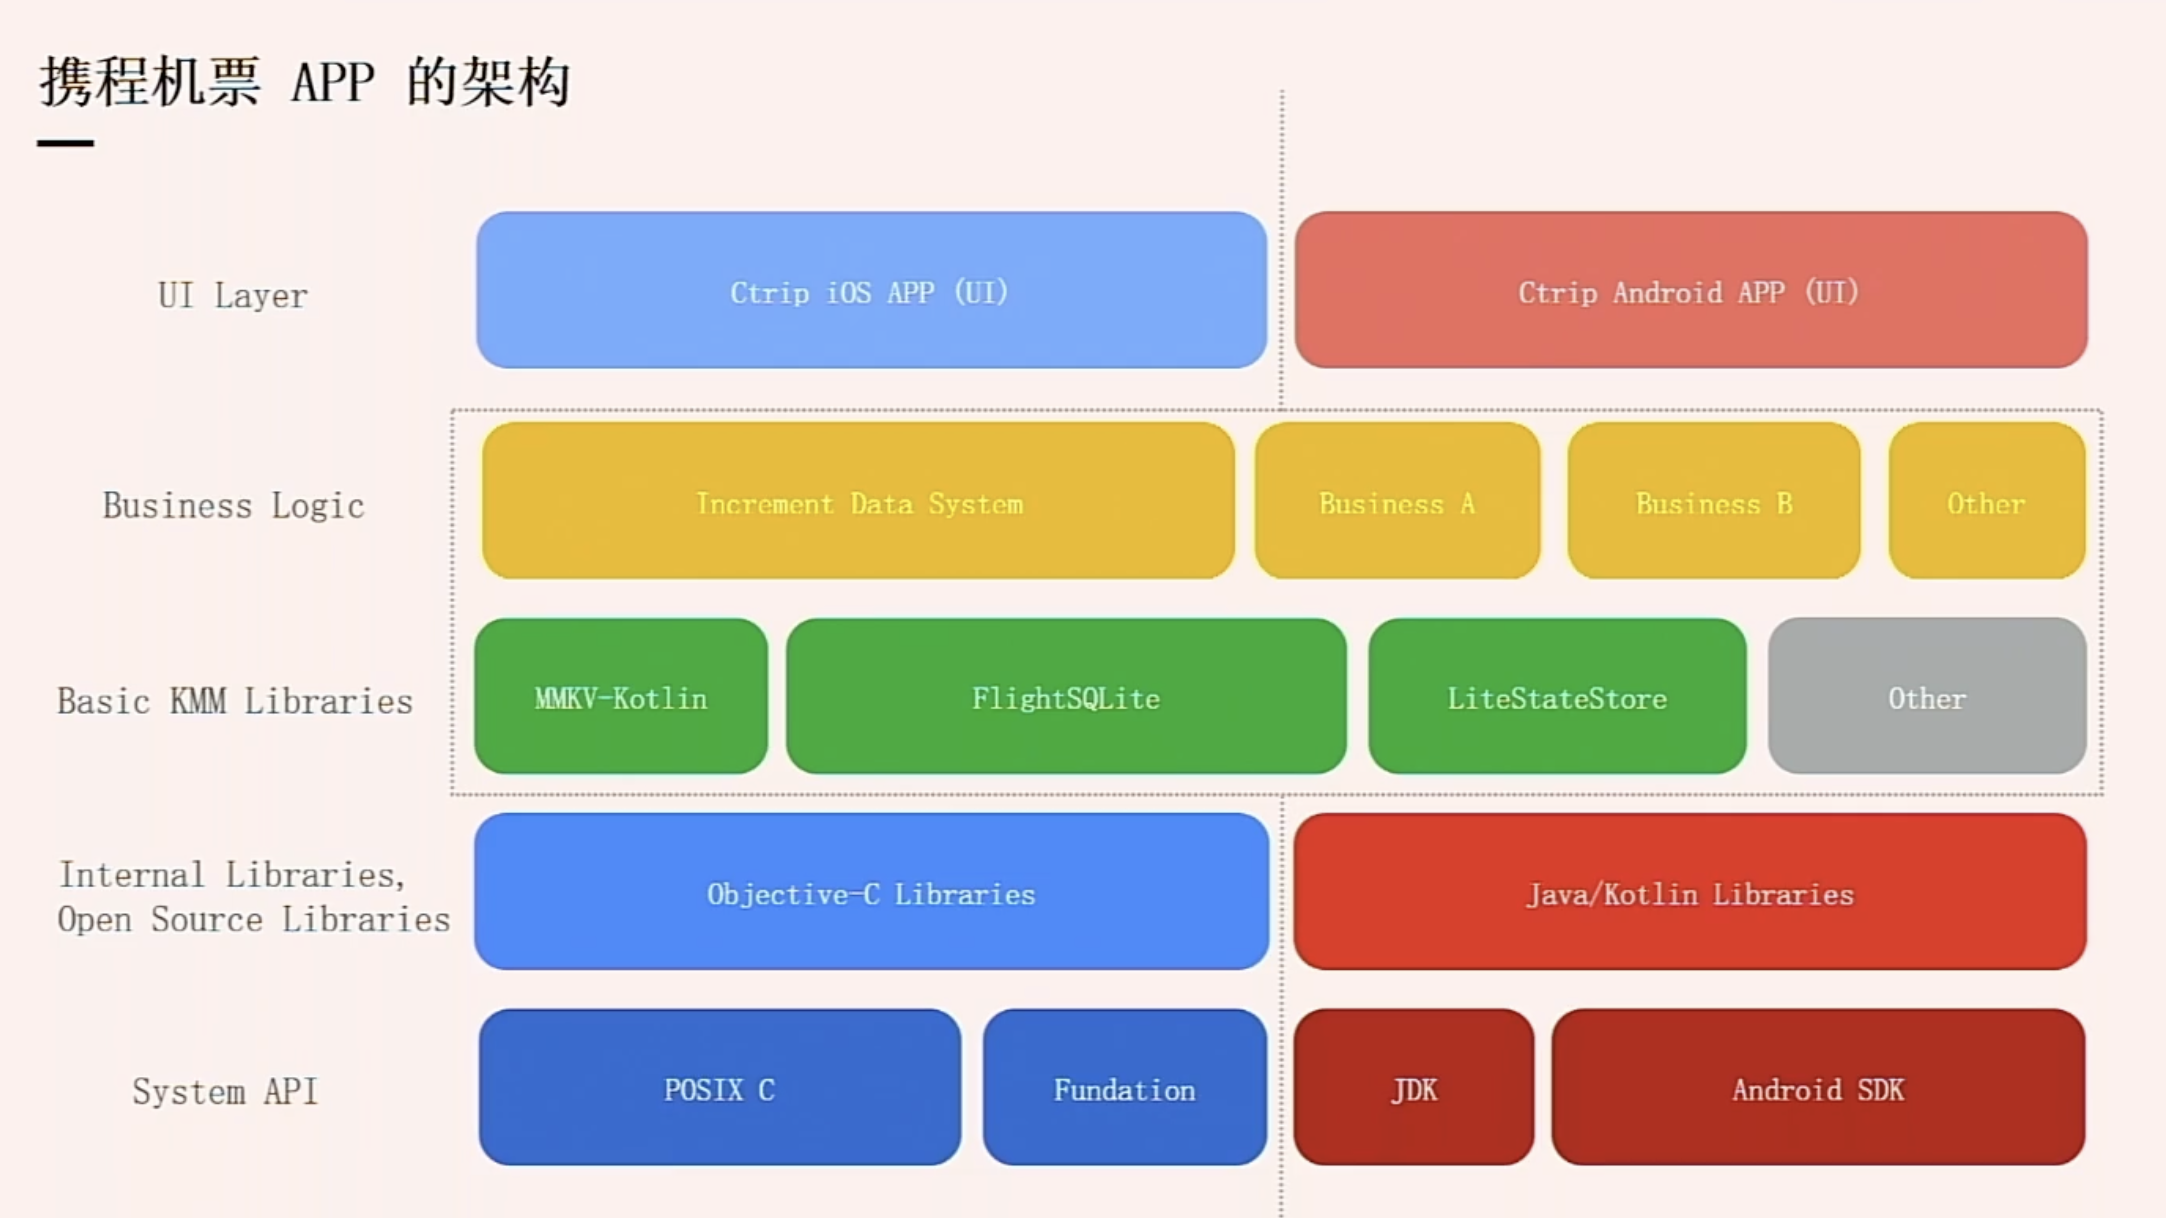 携程机票 APP 的架构
UI Layer
Ctrip iOS APP (UI)
Ctrip Android APP (UI)
Business Logic
Increment Data System
Business A
Business B
Other
Basic KMM Libraries
MMKV-Kotlin
FlightSQLite
LiteStateStore
Other
Internal Libraries,
Open Source Libraries
Objective-C Libraries
Java/Kotlin Libraries
System API
POSIX C
Fundation
JDK
Android SDK